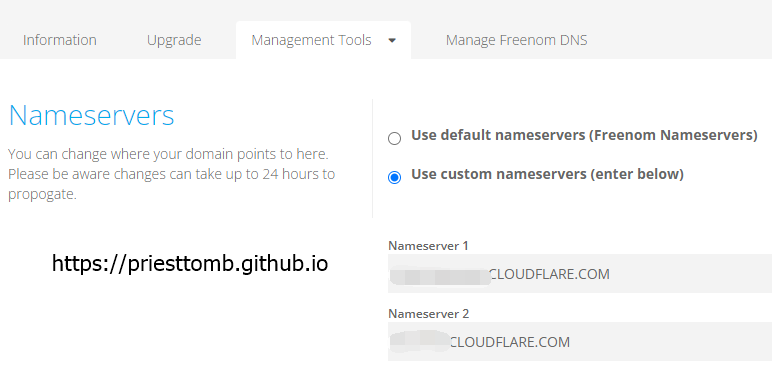 Information Upgrade Management Tools Manage Freenom DNS
Nameservers
You can change where your domain points to here.
Please be aware changes can take up to 24 hours to
propogate.
Use default nameservers (Freenom Nameservers)
Use custom nameservers (enter below)
https://priesttomb.github.io
Nameserver 1
CLOUDFLARE.COM
Nameserver 2
CLOUDFLARE.COM